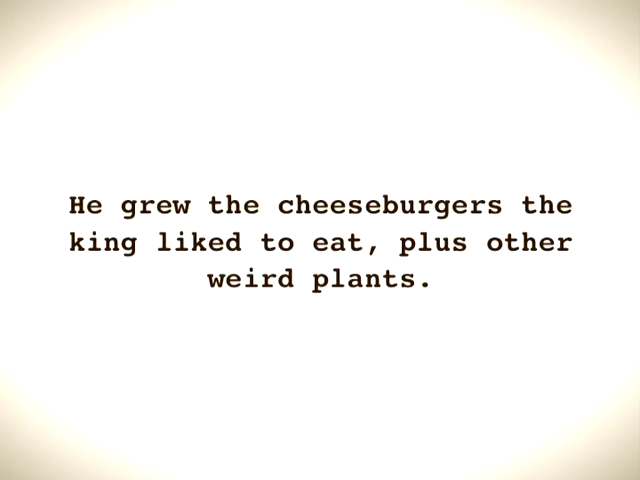 He grew the cheeseburgers the
king liked to eat, plus other
weird plants.